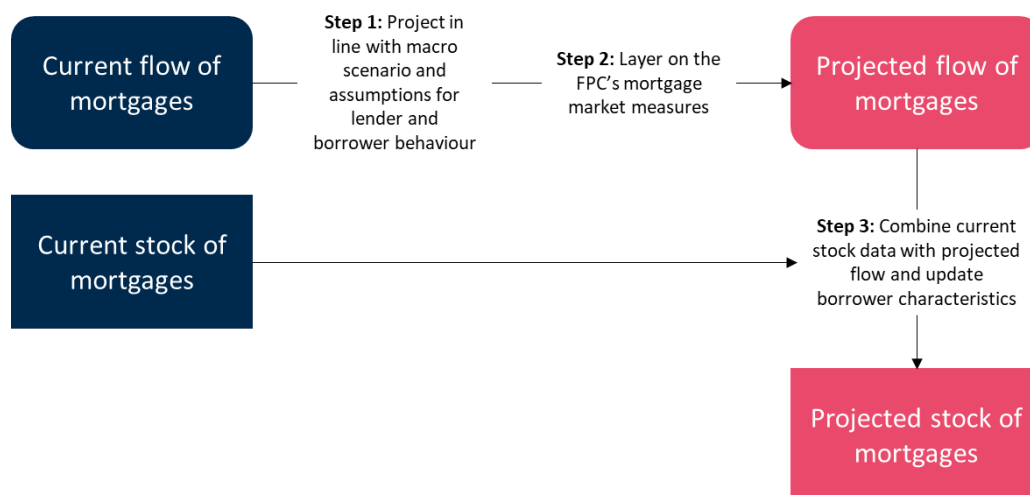 Current flow of
mortgages
Step 1: Project in
line with macro
scenario and
assumptions for
lender and
borrower behaviour
Step 2: Layer on the
FPC's mortgage
market measures
Projected flow of
mortgages
Current stock of
mortgages
Step 3: Combine current
stock data with projected
flow and update
borrower characteristics
Projected stock of
mortgages